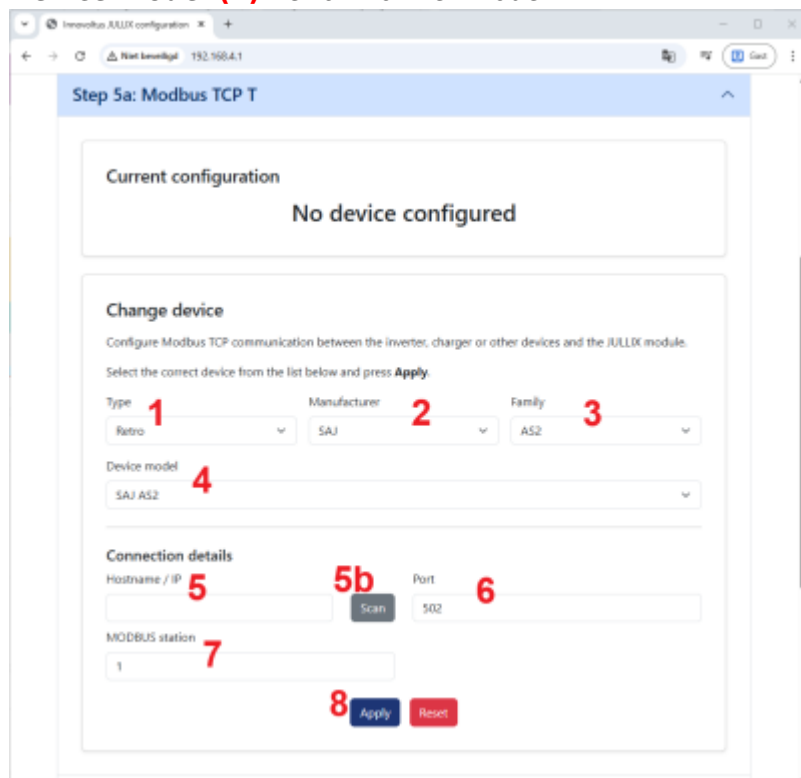 (4)
Innovoltus JULLIX configuration
Niet beveiligd 192.168.4.1
Gast
Step 5a: Modbus TCP T
Current configuration
No device configured
Change device
Configure Modbus TCP communication between the inverter, charger or other devices and the JULLIX module.
Select the correct device from the list below and press Apply.
Type 1 Manufacturer 2 Family 3
Retro SAJ AS2
Device model 4
SAJ AS2
Connection details
Hostname / IP 5 5b Port 6
Scan 502
MODBUS station 7
1
8 Apply Reset